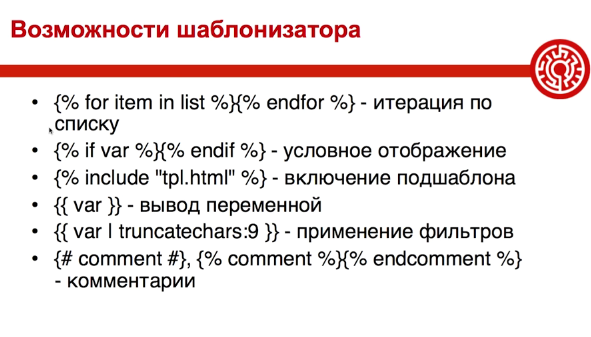 Возможности шаблонизатора
• {% for item in list %}{% endfor %} - итерация по
списку
• {% if var %}{% endif %} - условное отображение
• {% include "tpl.html" %} - включение подшаблона
• {{ var }} - вывод переменной
• {{ var | truncatechars:9 }} - применение фильтров
• {# comment #}, {% comment %}{% endcomment %}
- комментарии